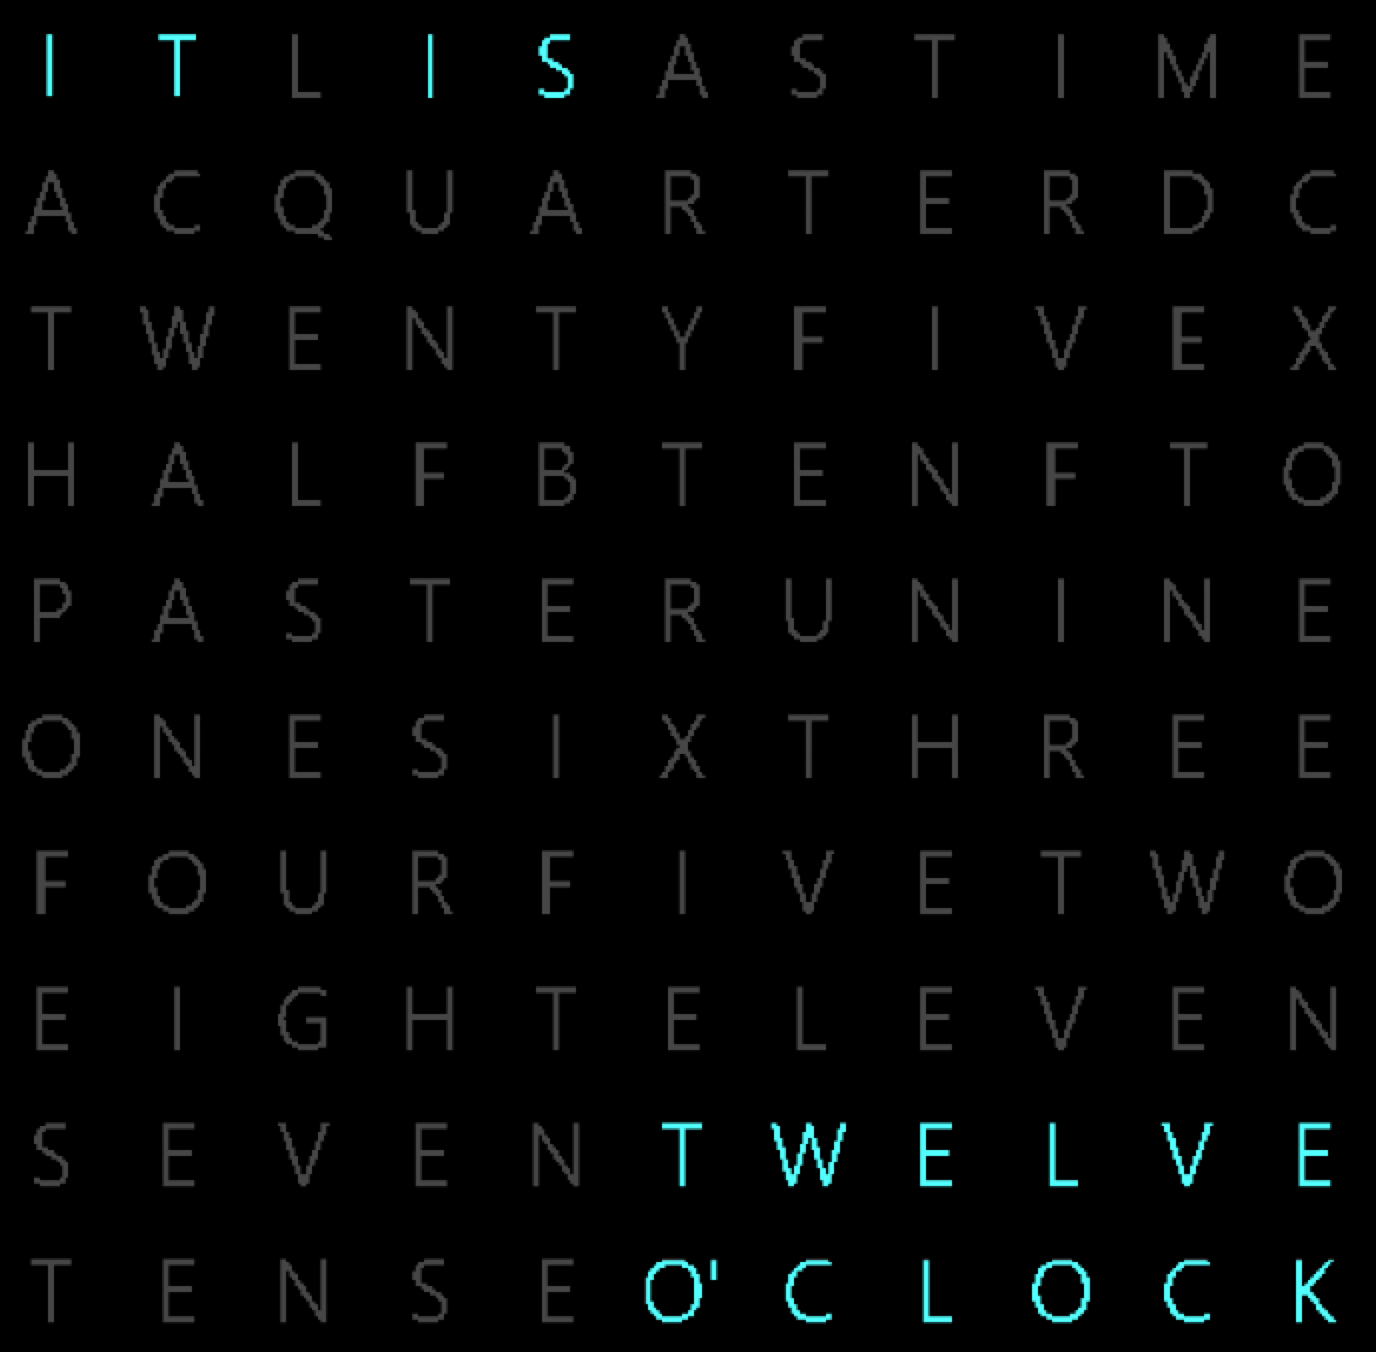 I T L I S A S T I M E
A C Q U A R T E R D C
T W E N T Y F I V E X
H A L F B T E N F T O
P A S T E R U N I N E
O N E S I X T H R E E
F O U R F I V E T W O
E I G H T E L E V E N
S E V E N T W E L V E
T E N S E O' C L O C K